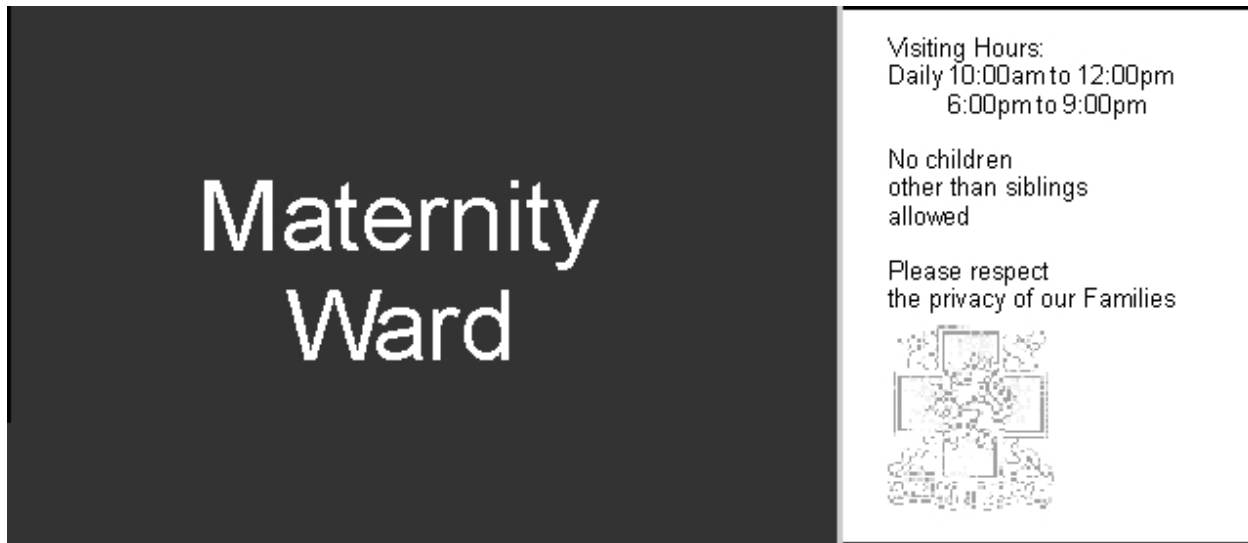 Maternity
Ward
Visiting Hours:
Daily 10:00am to 12:00pm
6:00pm to 9:00pm
No children
other than siblings
allowed
Please respect
the privacy of our Families